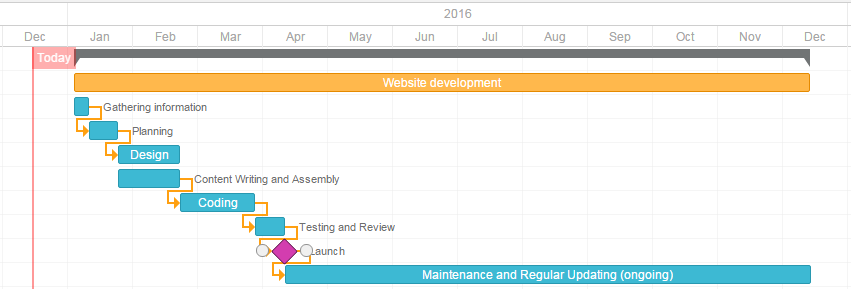 2016
Dec Jan Feb Mar Apr May Jun Jul Aug Sep Oct Nov Dec
Today
Website development
Gathering information
Planning
Design
Content Writing and Assembly
Coding
Testing and Review
Launch
Maintenance and Regular Updating (ongoing)